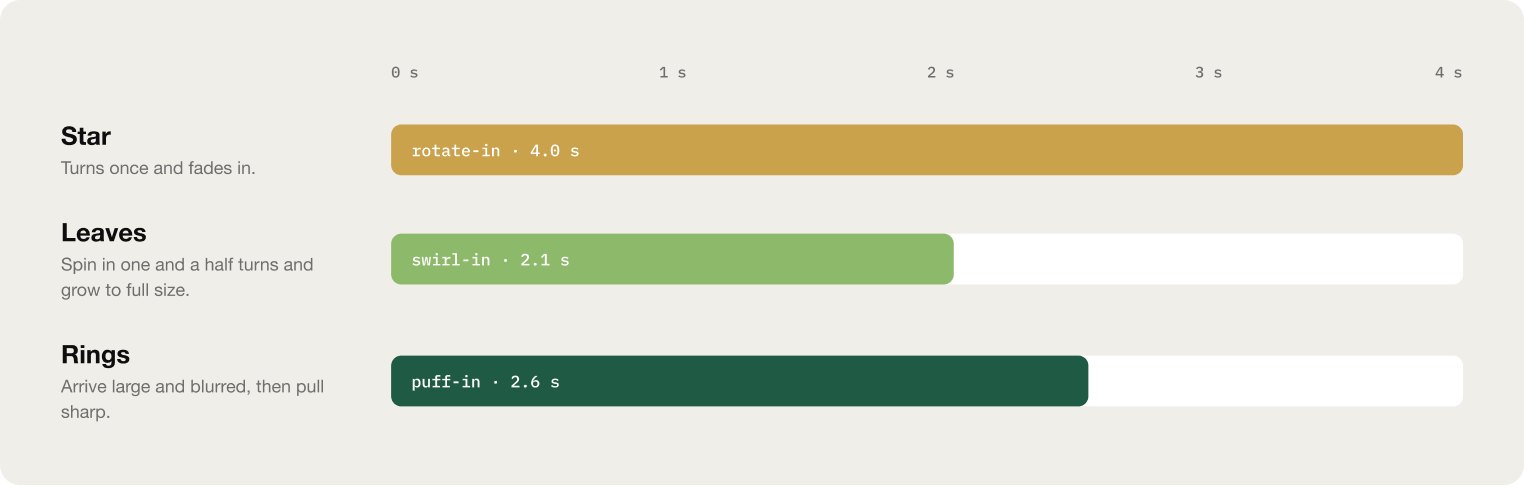 0 s 1 s 2 s 3 s 4 s
Star
Turns once and fades in.
rotate-in · 4.0 s
Leaves
Spin in one and a half turns and
grow to full size.
swirl-in · 2.1 s
Rings
Arrive large and blurred, then pull
sharp.
puff-in · 2.6 s